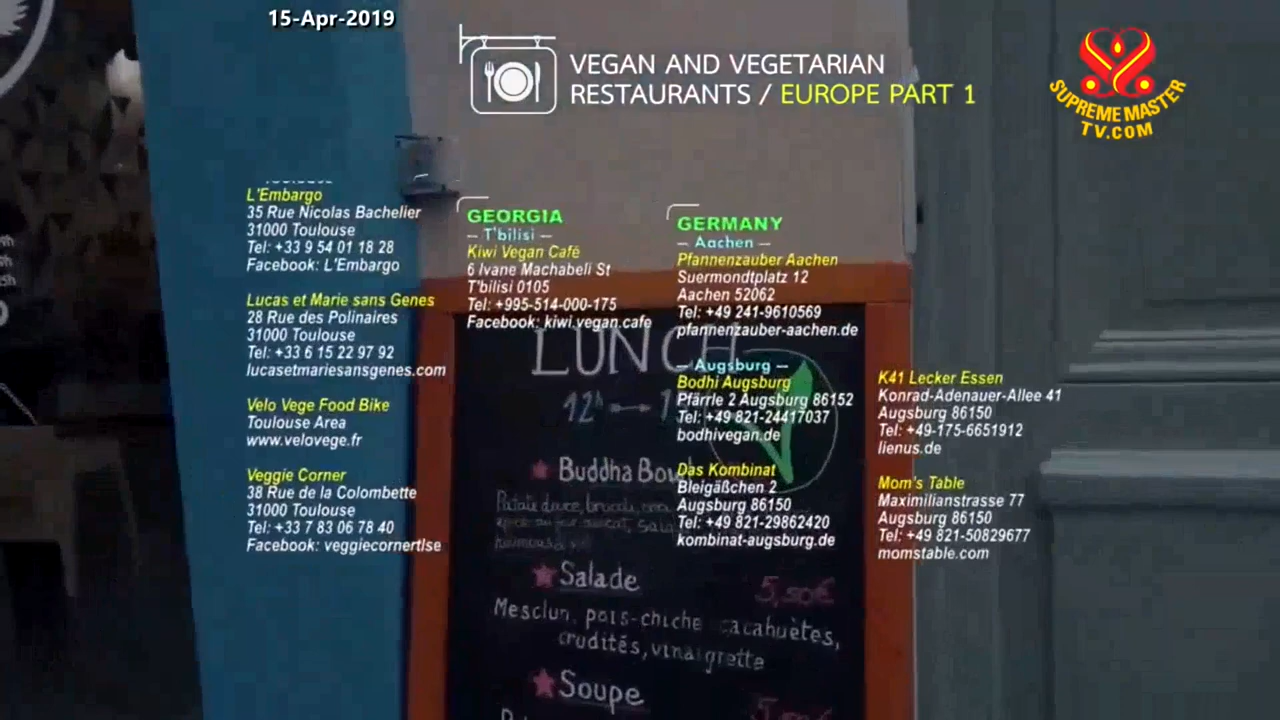 15-Apr-2019
VEGAN AND VEGETARIAN
RESTAURANTS / EUROPE PART 1
SUPREME MASTER
TV.COM
L'Embargo
35 Rue Nicolas Bachelier
31000 Toulouse
Tel: +33 9 54 01 18 28
Facebook: L'Embargo
Lucas et Marie sans Genes
28 Rue des Polinaires
31000 Toulouse
Tel: +33 6 15 22 97 92
lucasetmariesansgenes.com
Velo Vege Food Bike
Toulouse Area
www.velovege.fr
Veggie Corner
38 Rue de la Colombette
31000 Toulouse
Tel: +33 7 83 06 78 40
Facebook: veggiecornertlse
GEORGIA
– T'bilisi –
Kiwi Vegan Café
6 Ivane Machabeli St
T'bilisi 0105
Tel: +995-514-000-175
Facebook: kiwi.vegan.cafe
GERMANY
– Aachen –
Pfannenzauber Aachen
Suermondtplatz 12
Aachen 52062
Tel: +49 241-9610569
pfannenzauber-aachen.de
– Augsburg –
Bodhi Augsburg
Pfärrle 2 Augsburg 86152
Tel: +49 821-24417037
bodhivegan.de
Das Kombinat
Bleigäßchen 2
Augsburg 86150
Tel: +49 821-29862420
kombinat-augsburg.de
K41 Lecker Essen
Konrad-Adenauer-Allee 41
Augsburg 86150
Tel: +49-175-6651912
lienus.de
Mom's Table
Maximilianstrasse 77
Augsburg 86150
Tel: +49 821-50829677
momstable.com
LUNCH
12h
Buddha Bowl
Patate douce, brocoli,
Salade 5,50€
Mesclun, pois-chiche cacahuètes,
crudités, vinaigrette
Soupe